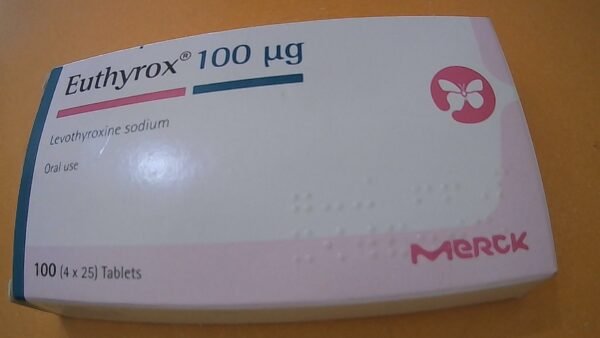 Euthyrox® 100 µg
Levothyroxine sodium
Oral use
100 (4 x 25) Tablets
MERCK